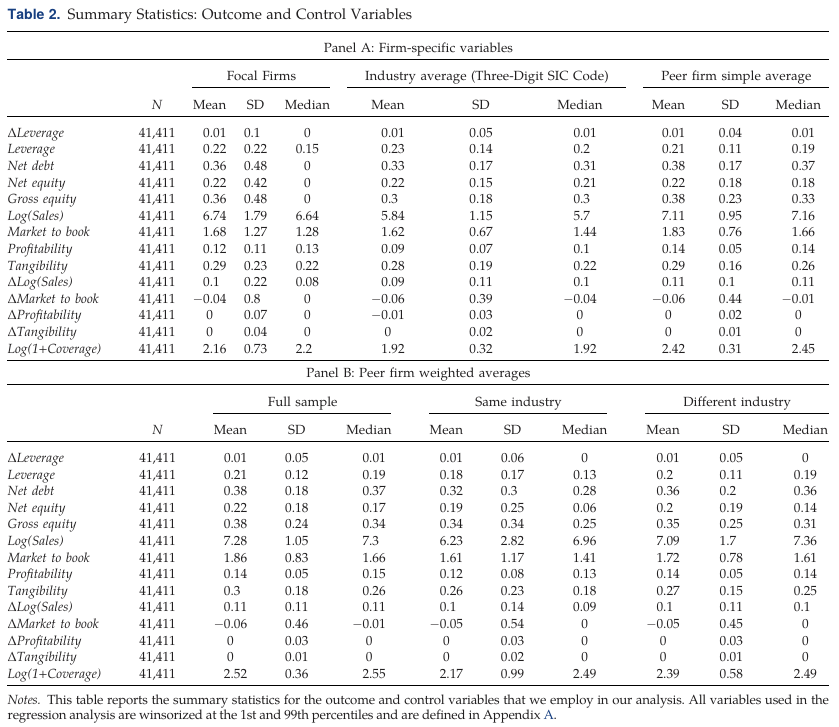 Table 2. Summary Statistics: Outcome and Control Variables
Panel A: Firm-specific variables
Focal Firms Industry average (Three-Digit SIC Code) Peer firm simple average
N Mean SD Median Mean SD Median Mean SD Median
ΔLeverage 41,411 0.01 0.1 0 0.01 0.05 0.01 0.01 0.04 0.01
Leverage 41,411 0.22 0.22 0.15 0.23 0.14 0.2 0.21 0.11 0.19
Net debt 41,411 0.36 0.48 0 0.33 0.17 0.31 0.38 0.17 0.37
Net equity 41,411 0.22 0.42 0 0.22 0.15 0.21 0.22 0.18 0.18
Gross equity 41,411 0.36 0.48 0 0.3 0.18 0.3 0.38 0.23 0.33
Log(Sales) 41,411 6.74 1.79 6.64 5.84 1.15 5.7 7.11 0.95 7.16
Market to book 41,411 1.68 1.27 1.28 1.62 0.67 1.44 1.83 0.76 1.66
Profitability 41,411 0.12 0.11 0.13 0.09 0.07 0.1 0.14 0.05 0.14
Tangibility 41,411 0.29 0.23 0.22 0.28 0.19 0.22 0.29 0.16 0.26
ΔLog(Sales) 41,411 0.1 0.22 0.08 0.09 0.11 0.1 0.11 0.1 0.11
ΔMarket to book 41,411 −0.04 0.8 0 −0.06 0.39 −0.04 −0.06 0.44 −0.01
ΔProfitability 41,411 0 0.07 0 −0.01 0.03 0 0 0.02 0
ΔTangibility 41,411 0 0.04 0 0 0.02 0 0 0.01 0
Log(1+Coverage) 41,411 2.16 0.73 2.2 1.92 0.32 1.92 2.42 0.31 2.45
Panel B: Peer firm weighted averages
Full sample Same industry Different industry
N Mean SD Median Mean SD Median Mean SD Median
ΔLeverage 41,411 0.01 0.05 0.01 0.01 0.06 0 0.01 0.05 0
Leverage 41,411 0.21 0.12 0.19 0.18 0.17 0.13 0.2 0.11 0.19
Net debt 41,411 0.38 0.18 0.37 0.32 0.3 0.28 0.36 0.2 0.36
Net equity 41,411 0.22 0.18 0.17 0.19 0.25 0.06 0.2 0.19 0.14
Gross equity 41,411 0.38 0.24 0.34 0.34 0.34 0.25 0.35 0.25 0.31
Log(Sales) 41,411 7.28 1.05 7.3 6.23 2.82 6.96 7.09 1.7 7.36
Market to book 41,411 1.86 0.83 1.66 1.61 1.17 1.41 1.72 0.78 1.61
Profitability 41,411 0.14 0.05 0.15 0.12 0.08 0.13 0.14 0.05 0.14
Tangibility 41,411 0.3 0.18 0.26 0.26 0.23 0.18 0.27 0.15 0.25
ΔLog(Sales) 41,411 0.11 0.11 0.11 0.1 0.14 0.09 0.1 0.11 0.1
ΔMarket to book 41,411 −0.06 0.46 −0.01 −0.05 0.54 0 −0.05 0.45 0
ΔProfitability 41,411 0 0.03 0 0 0.03 0 0 0.03 0
ΔTangibility 41,411 0 0.01 0 0 0.02 0 0 0.01 0
Log(1+Coverage) 41,411 2.52 0.36 2.55 2.17 0.99 2.49 2.39 0.58 2.49
Notes. This table reports the summary statistics for the outcome and control variables that we employ in our analysis. All variables used in the
regression analysis are winsorized at the 1st and 99th percentiles and are defined in Appendix A.